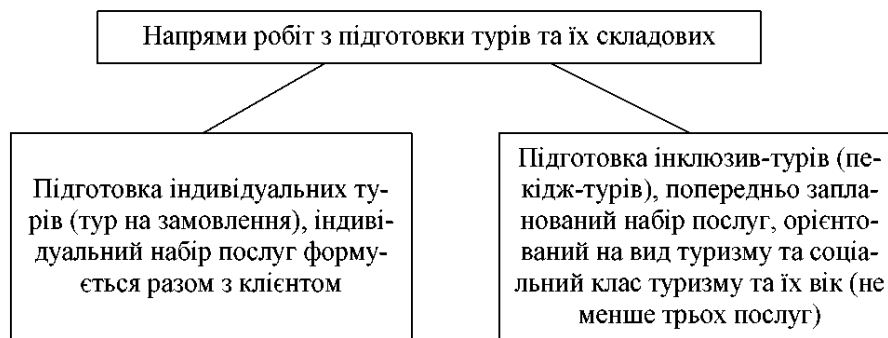 Напрями робіт з підготовки турів та їх складових
Підготовка індивідуальних ту-
рів (тур на замовлення), індиві-
дуальний набір послуг форму-
ється разом з клієнтом
Підготовка інклюзив-турів (пе-
кідж-турів), попередньо запла-
нований набір послуг, орієнто-
ваний на вид туризму та соці-
альний клас туризму та їх вік (не
менше трьох послуг)